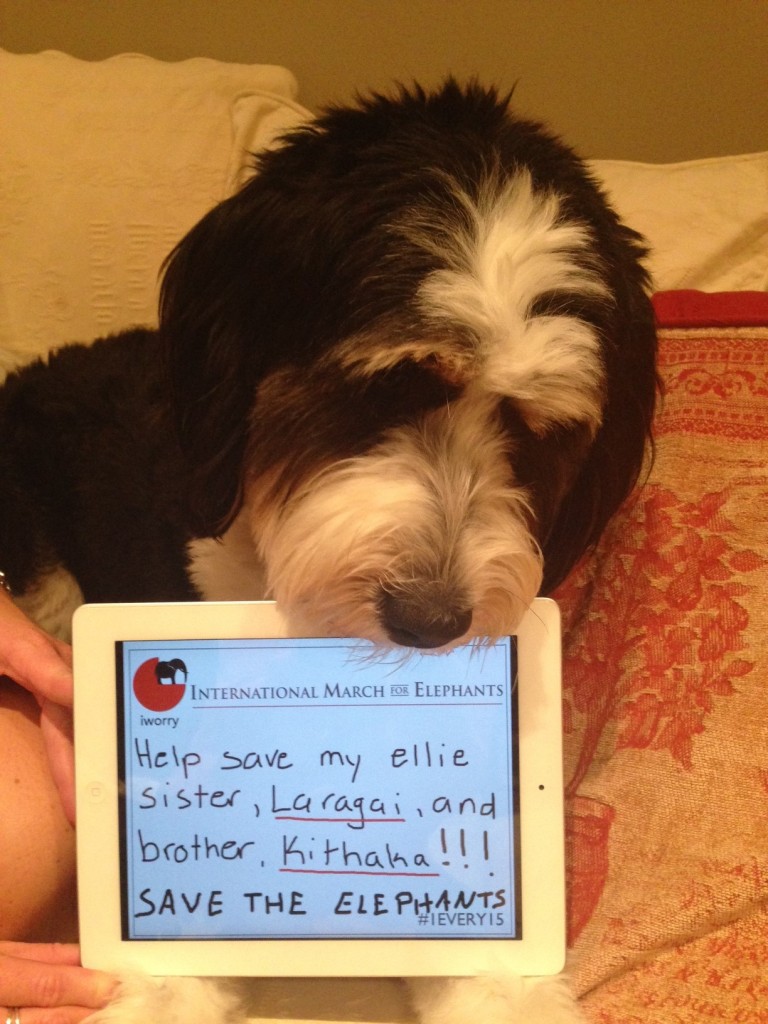 iworry
INTERNATIONAL MARCH FOR ELEPHANTS
Help save my ellie
sister, Laragai, and
brother, Kithaka!!!
SAVE THE ELEPHANTS
#1EVERY15